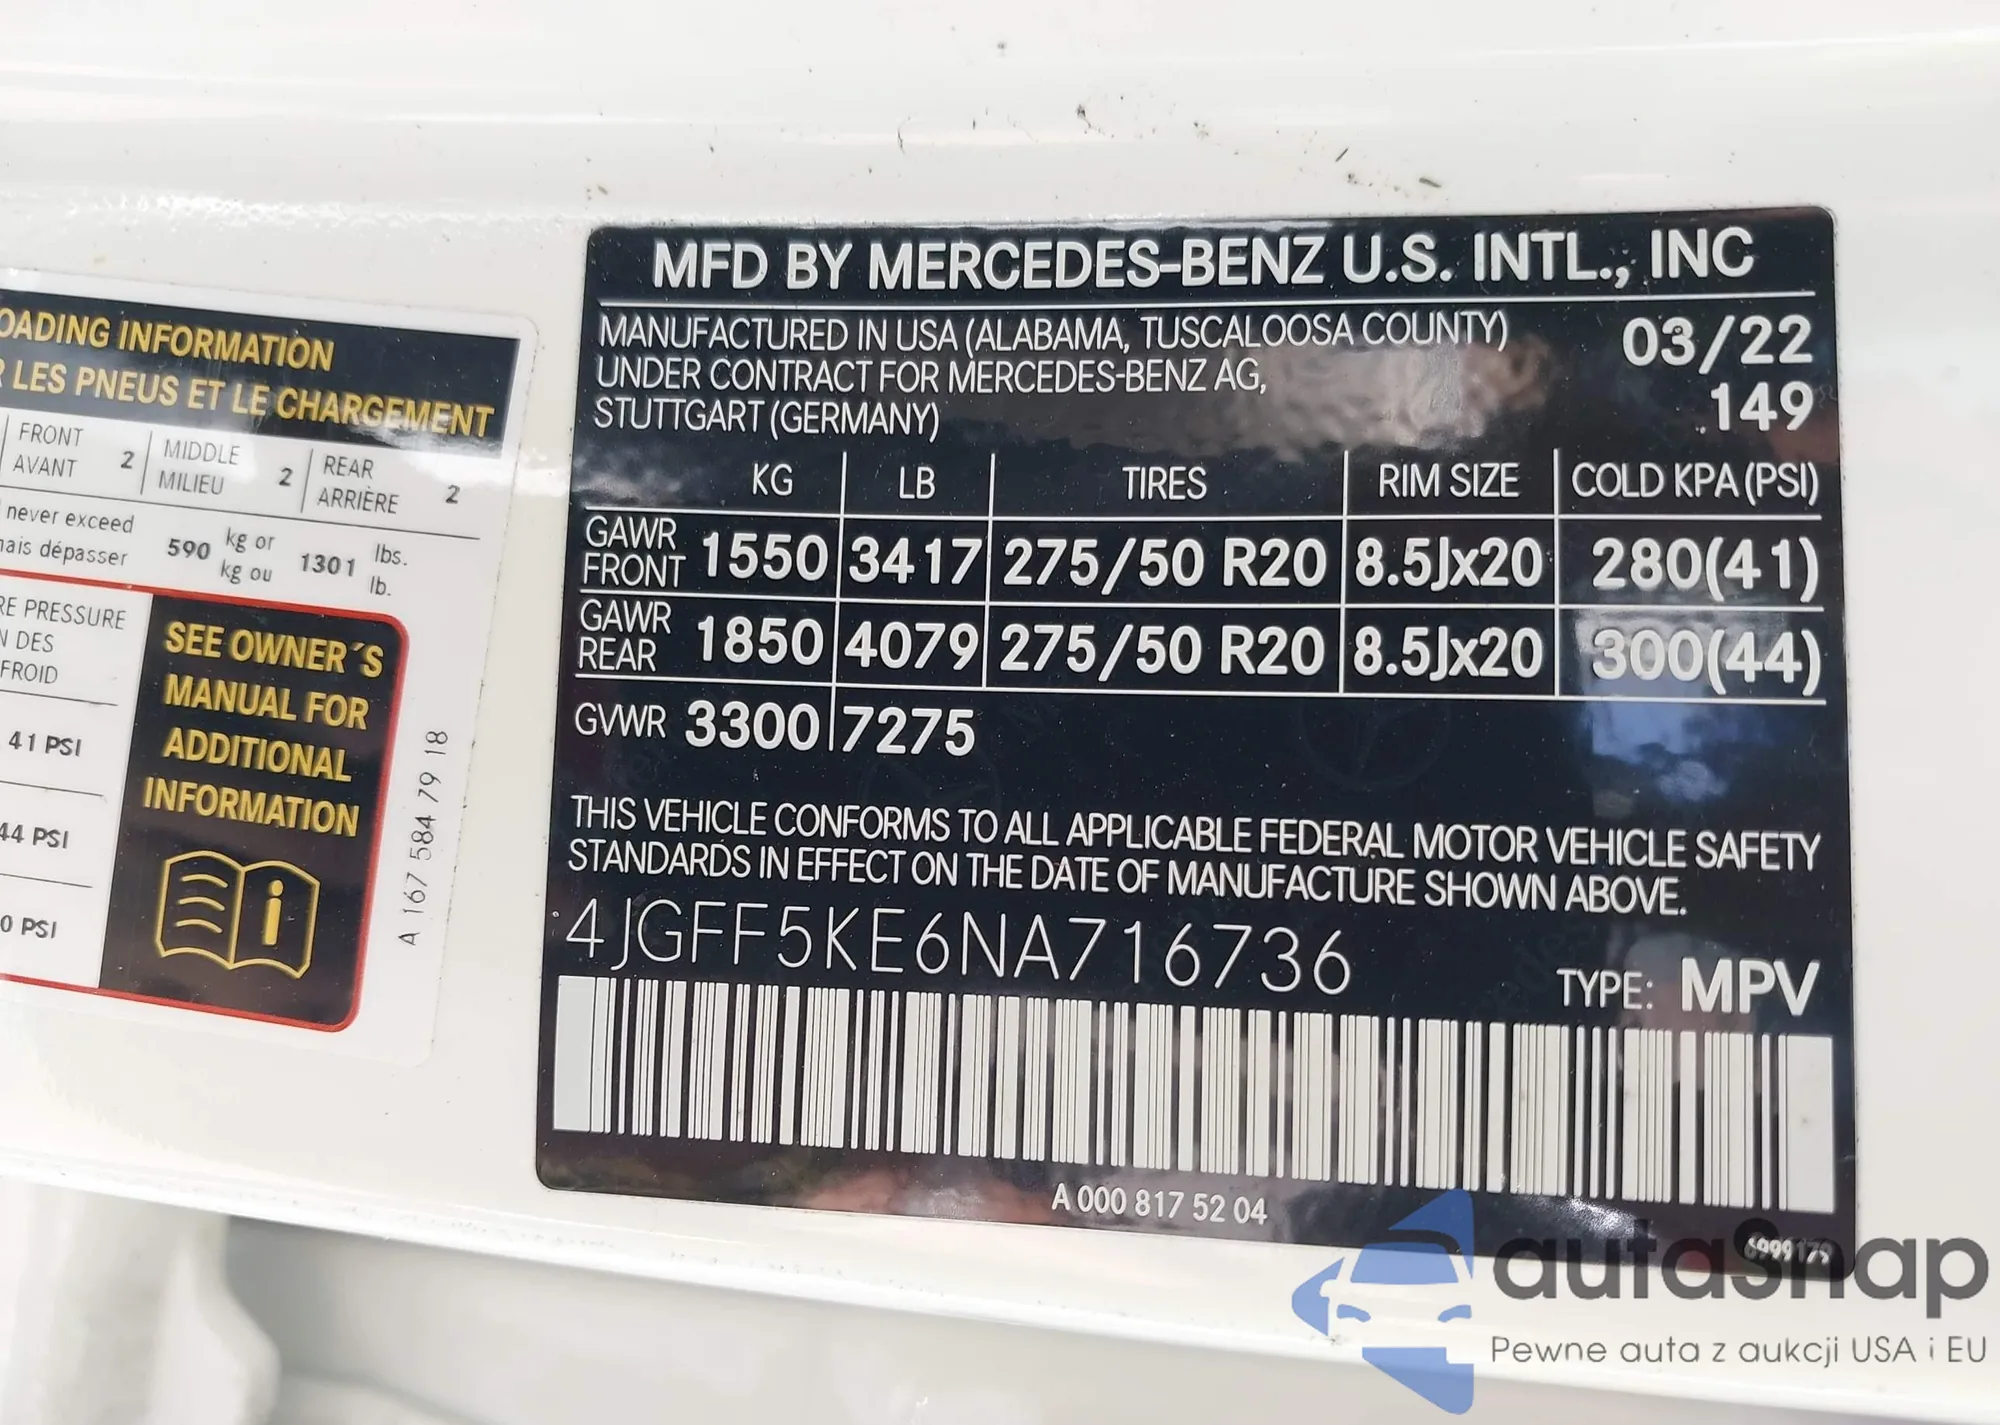 OADING INFORMATION
LES PNEUS ET LE CHARGEMENT
FRONT
AVANT 2
MIDDLE
MILIEU 2
REAR
ARRIÈRE 2
never exceed
mais dépasser
590 kg or
kg ou
1301 lbs.
lb.
RE PRESSURE
N DES
FROID
41 PSI
44 PSI
0 PSI
SEE OWNER´S
MANUAL FOR
ADDITIONAL
INFORMATION
A 167 584 79 18
MFD BY MERCEDES-BENZ U.S. INTL., INC
MANUFACTURED IN USA (ALABAMA, TUSCALOOSA COUNTY)
UNDER CONTRACT FOR MERCEDES-BENZ AG,
STUTTGART (GERMANY)
03/22
149
KG LB TIRES RIM SIZE COLD KPA (PSI)
GAWR FRONT 1550 3417 275/50 R20 8.5Jx20 280(41)
GAWR REAR 1850 4079 275/50 R20 8.5Jx20 300(44)
GVWR 3300 7275
THIS VEHICLE CONFORMS TO ALL APPLICABLE FEDERAL MOTOR VEHICLE SAFETY
STANDARDS IN EFFECT ON THE DATE OF MANUFACTURE SHOWN ABOVE.
4JGFF5KE6NA716736
TYPE: MPV
A 000 817 52 04
6999179
autaSnap
Pewne auta z aukcji USA i EU